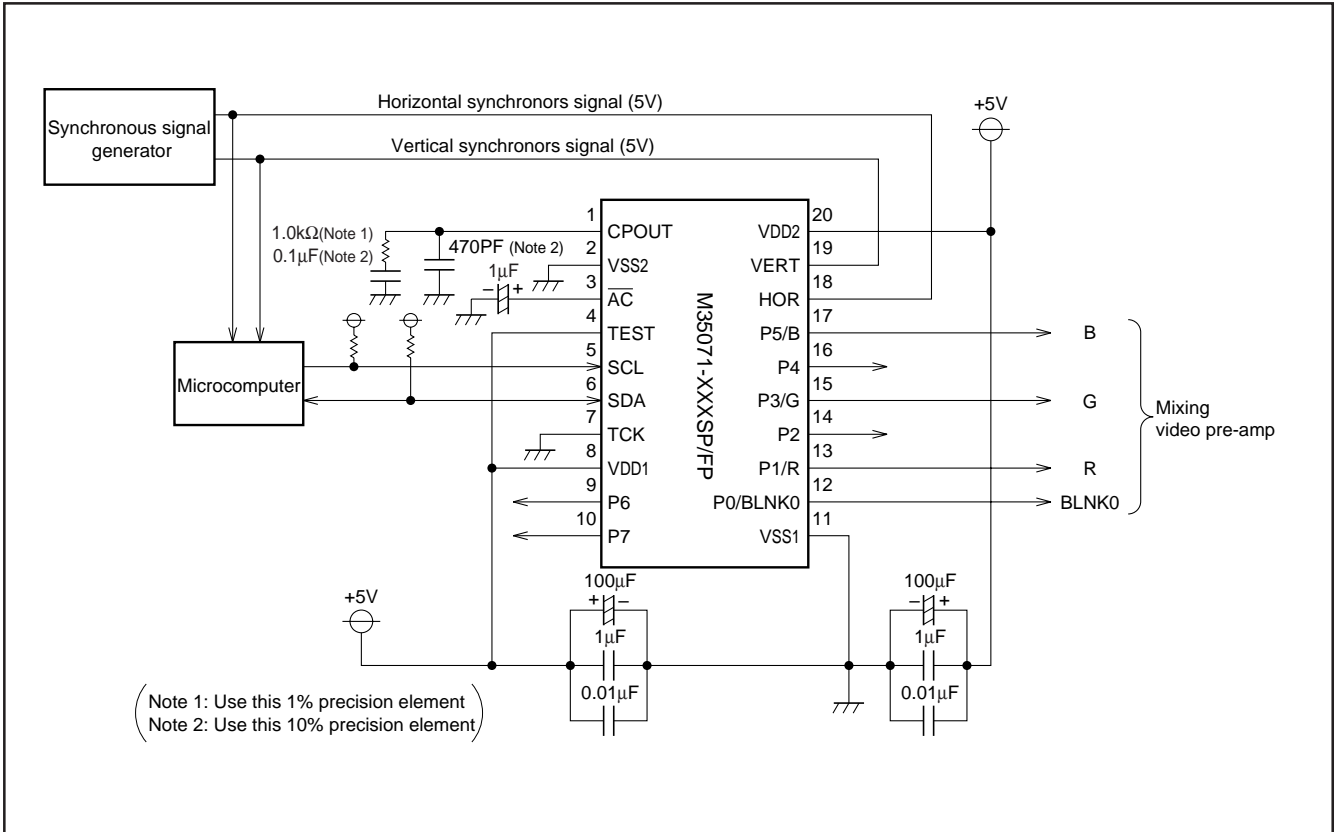 Synchronous signal
generator
Horizontal synchronors signal (5V)
Vertical synchronors signal (5V)
+5V
1.0kΩ(Note 1)
0.1µF(Note 2)
470PF (Note 2)
1µF
– +
Microcomputer
M35071-XXXSP/FP
1 CPOUT
2 VSS2
3 AC
4 TEST
5 SCL
6 SDA
7 TCK
8 VDD1
9 P6
10 P7
20 VDD2
19 VERT
18 HOR
17 P5/B
16 P4
15 P3/G
14 P2
13 P1/R
12 P0/BLNK0
11 VSS1
B
G
R
BLNK0
Mixing
video pre-amp
+5V
100µF
+ –
1µF
0.01µF
100µF
– +
1µF
0.01µF
Note 1: Use this 1% precision element
Note 2: Use this 10% precision element